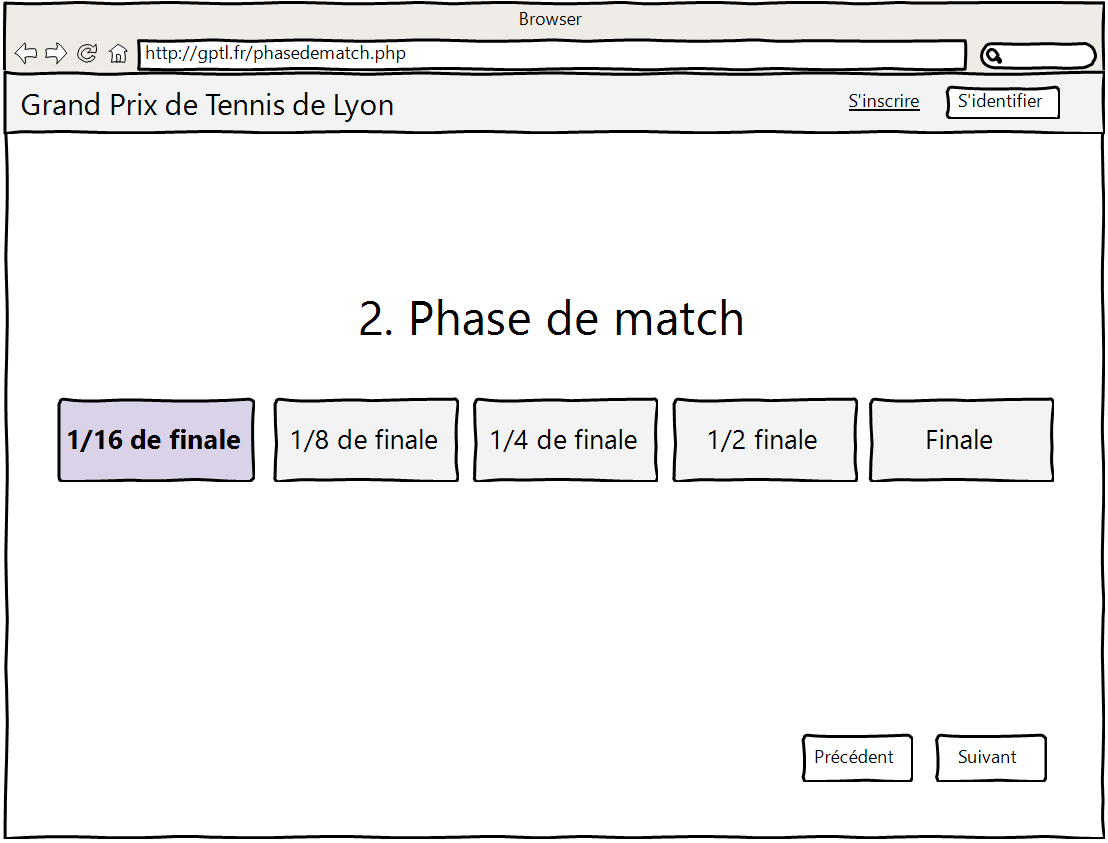 Browser
http://gptl.fr/phasedematch.php
Grand Prix de Tennis de Lyon
S'inscrire
S'identifier
2. Phase de match
1/16 de finale
1/8 de finale
1/4 de finale
1/2 finale
Finale
Précédent
Suivant